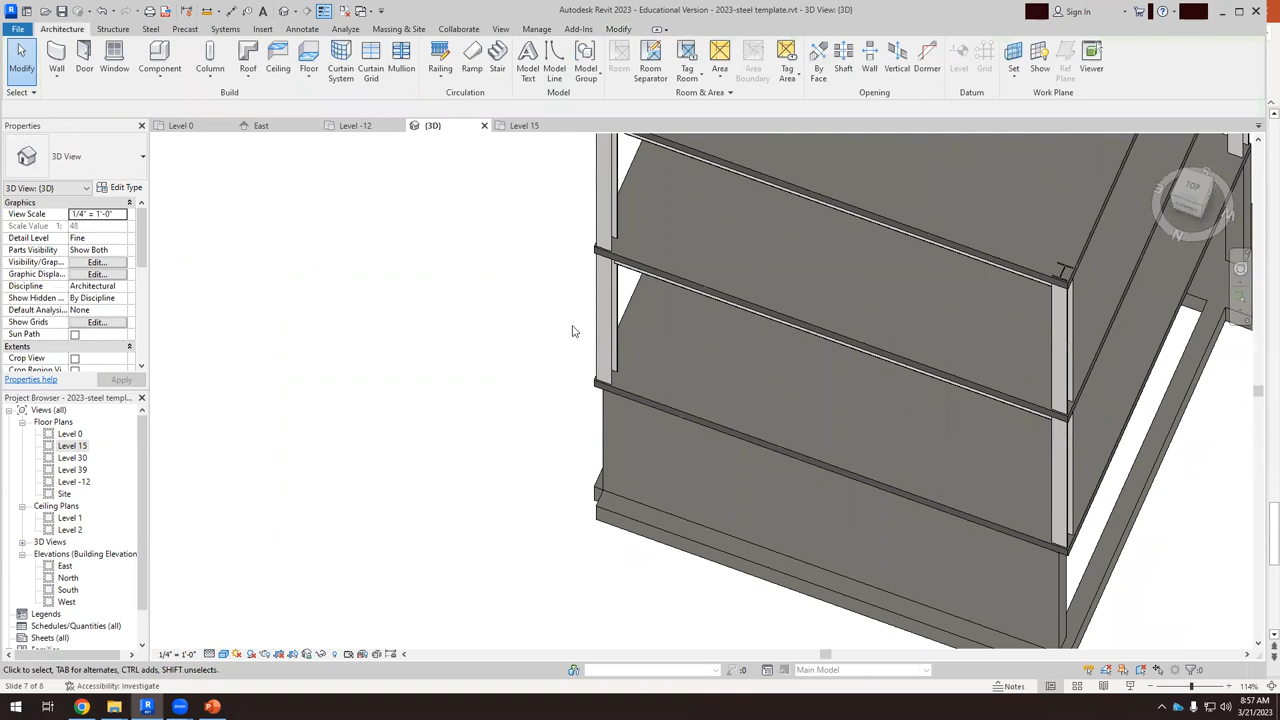 Autodesk Revit 2023 - Educational Version - 2023-steel template.rvt - 3D View: {3D}
Sign In
File Architecture Structure Steel Precast Systems Insert Annotate Analyze Massing & Site Collaborate View Manage Add-Ins Modify
Modify Wall Door Window Component Column Roof Ceiling Floor Curtain System Curtain Grid Mullion Railing Ramp Stair Model Text Model Line Model Group Room Room Separator Tag Room Area Area Boundary Tag Area By Face Shaft Wall Vertical Dormer Level Grid Set Show Ref Plane Viewer
Select Build Circulation Model Room & Area Opening Datum Work Plane
Properties
Level 0
East
Level -12
{3D}
Level 15
3D View
3D View: {3D} Edit Type
Graphics
View Scale 1/4" = 1'-0"
Scale Value 1: 48
Detail Level Fine
Parts Visibility Show Both
Visibility/Grap... Edit...
Graphic Displa... Edit...
Discipline Architectural
Show Hidden ... By Discipline
Default Analysi... None
Show Grids Edit...
Sun Path
Extents
Crop View
Crop Region Vi
Properties help Apply
Project Browser - 2023-steel templ...
Views (all)
Floor Plans
Level 0
Level 15
Level 30
Level 39
Level -12
Site
Ceiling Plans
Level 1
Level 2
3D Views
Elevations (Building Elevation
East
North
South
West
Legends
Schedules/Quantities (all)
Sheets (all)
TOP
S
N
1/4" = 1'-0"
Click to select, TAB for alternates, CTRL adds, SHIFT unselects.
:0
Main Model
:0
Slide 7 of 8
Accessibility: Investigate
Notes
114%
8:57 AM
3/21/2023